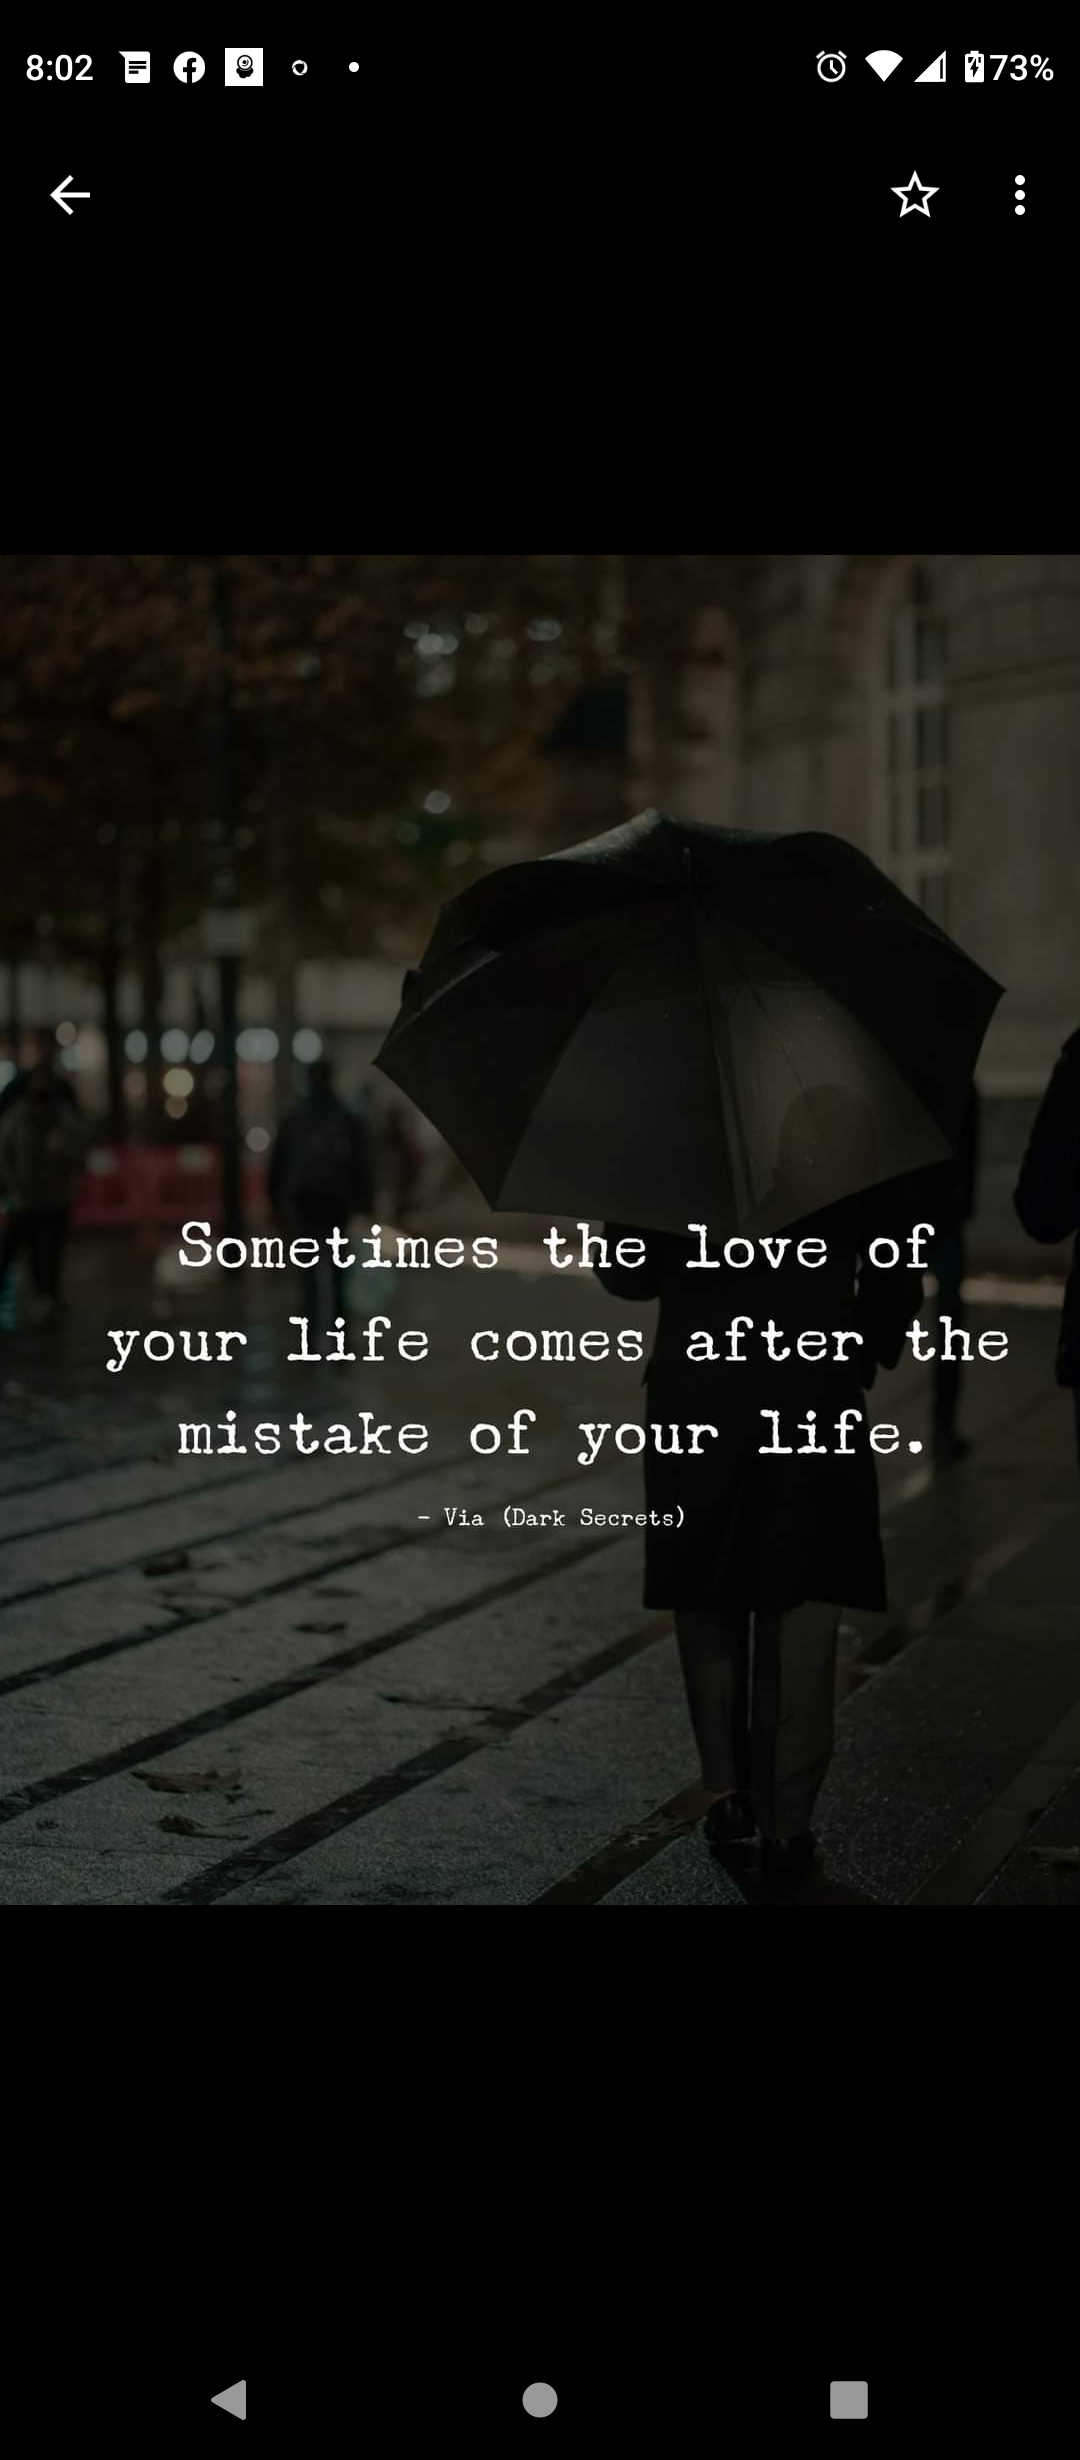 8:02
73%
Sometimes the love of
your life comes after the
mistake of your life.
- Via (Dark Secrets)